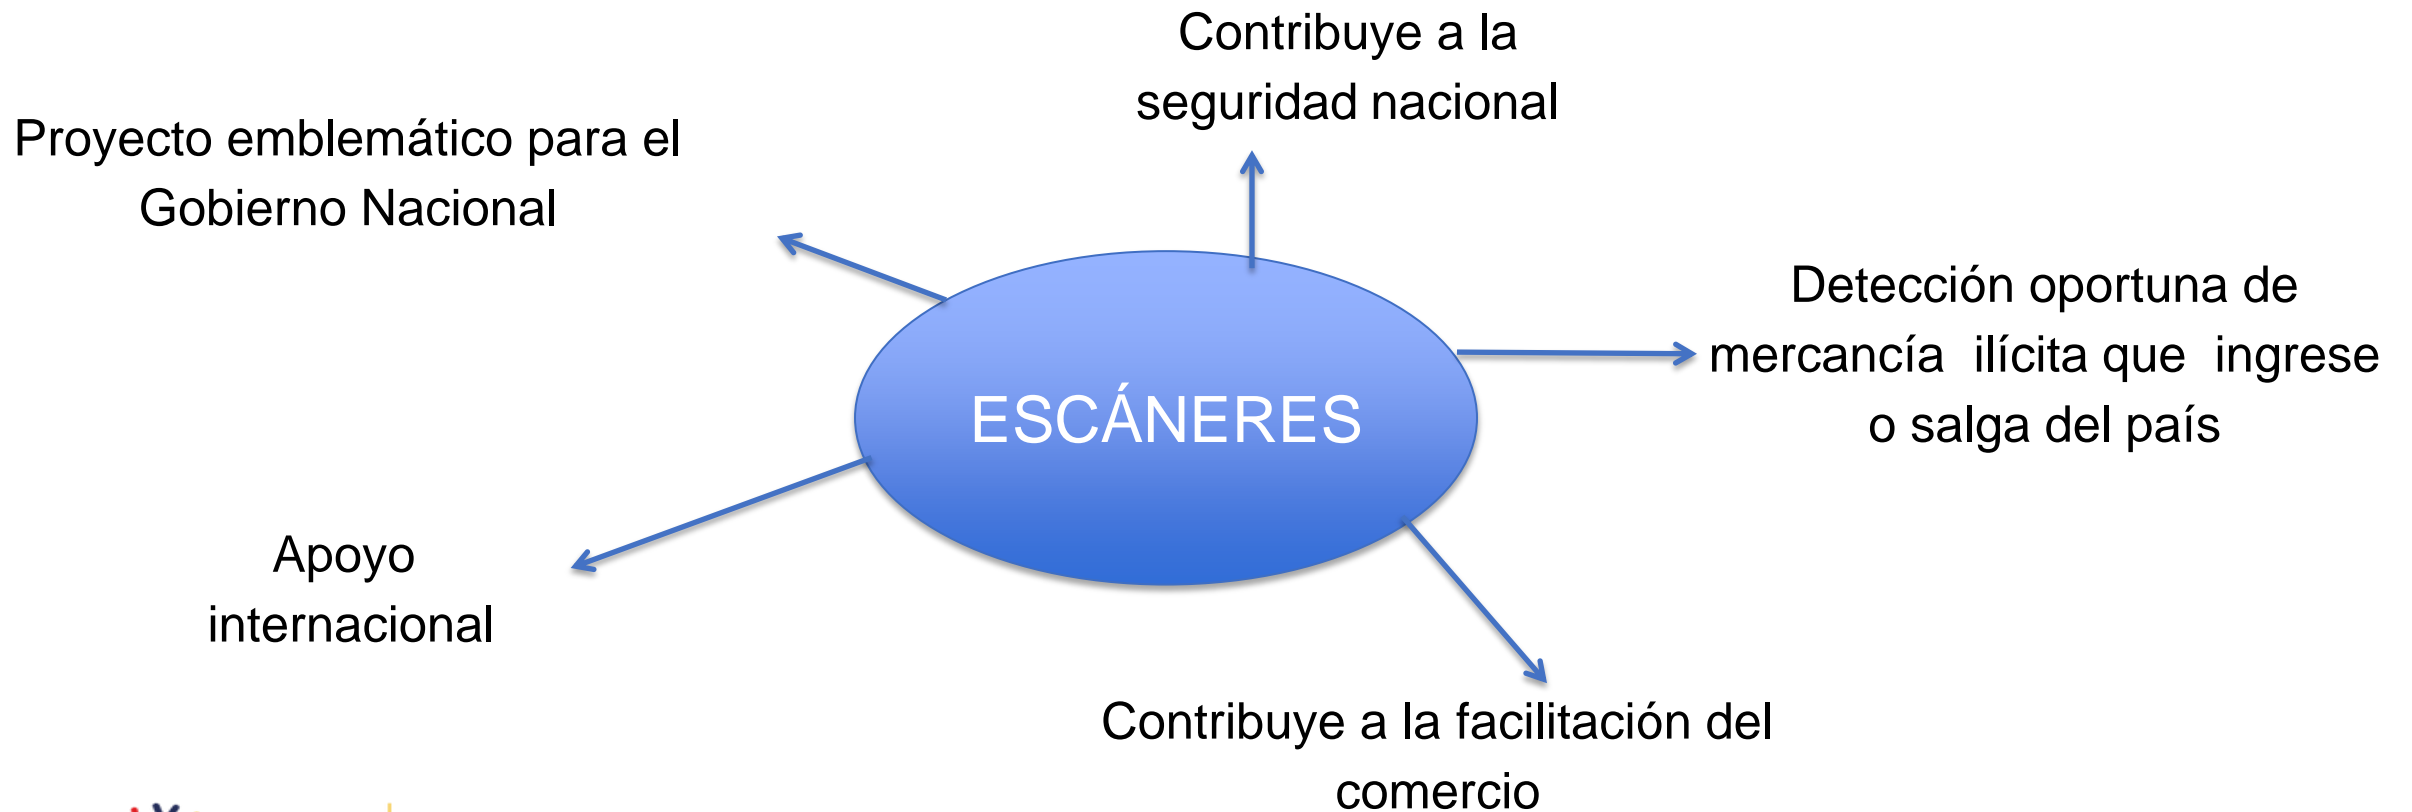 Contribuye a la
seguridad nacional
Proyecto emblemático para el
Gobierno Nacional
Detección oportuna de
mercancía  ilícita que  ingrese
o salga del país
ESCÁNERES
Apoyo
internacional
Contribuye a la facilitación del
comercio